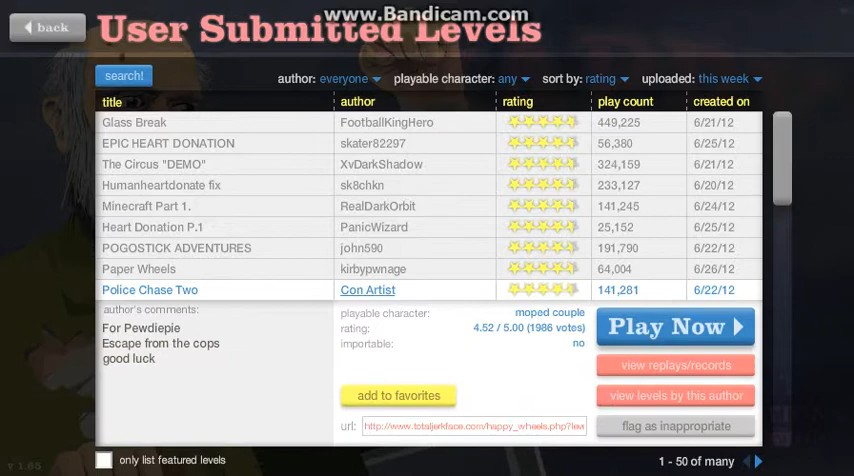 www.Bandicam.com
back
User Submitted Levels
search!
author: everyone playable character: any sort by: rating uploaded: this week
title author rating play count created on
Glass Break FootballKingHero 449,225 6/21/12
EPIC HEART DONATION skater82297 56,380 6/25/12
The Circus "DEMO" XvDarkShadow 324,159 6/21/12
Humanheartdonate fix sk8chkn 233,127 6/20/12
Minecraft Part 1. RealDarkOrbit 141,245 6/24/12
Heart Donation P.1 PanicWizard 25,152 6/25/12
POGOSTICK ADVENTURES john590 191,790 6/22/12
Paper Wheels kirbypwnage 64,004 6/26/12
Police Chase Two Con Artist 141,281 6/22/12
author's comments:
For Pewdiepie
Escape from the cops
good luck
playable character: moped couple
rating: 4.52 / 5.00 (1986 votes)
importable: no
add to favorites
url: http://www.totaljerkface.com/happy_wheels.php?leve
Play Now
view replays/records
view levels by this author
flag as inappropriate
v 1.65
only list featured levels
1 - 50 of many